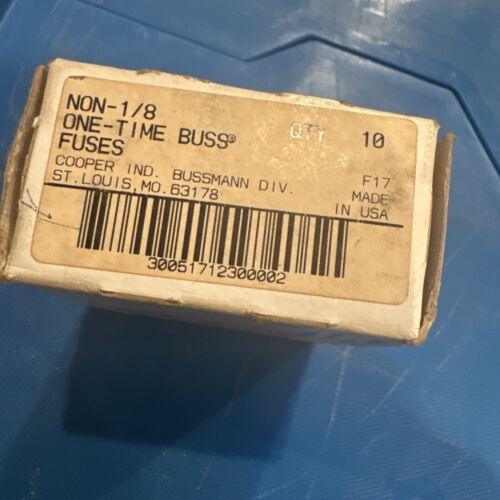 NON-1/8
ONE-TIME BUSS® QTY 10
FUSES
COOPER IND. BUSSMANN DIV. F17
ST.LOUIS,MO.63178 MADE
IN USA
30051712300002